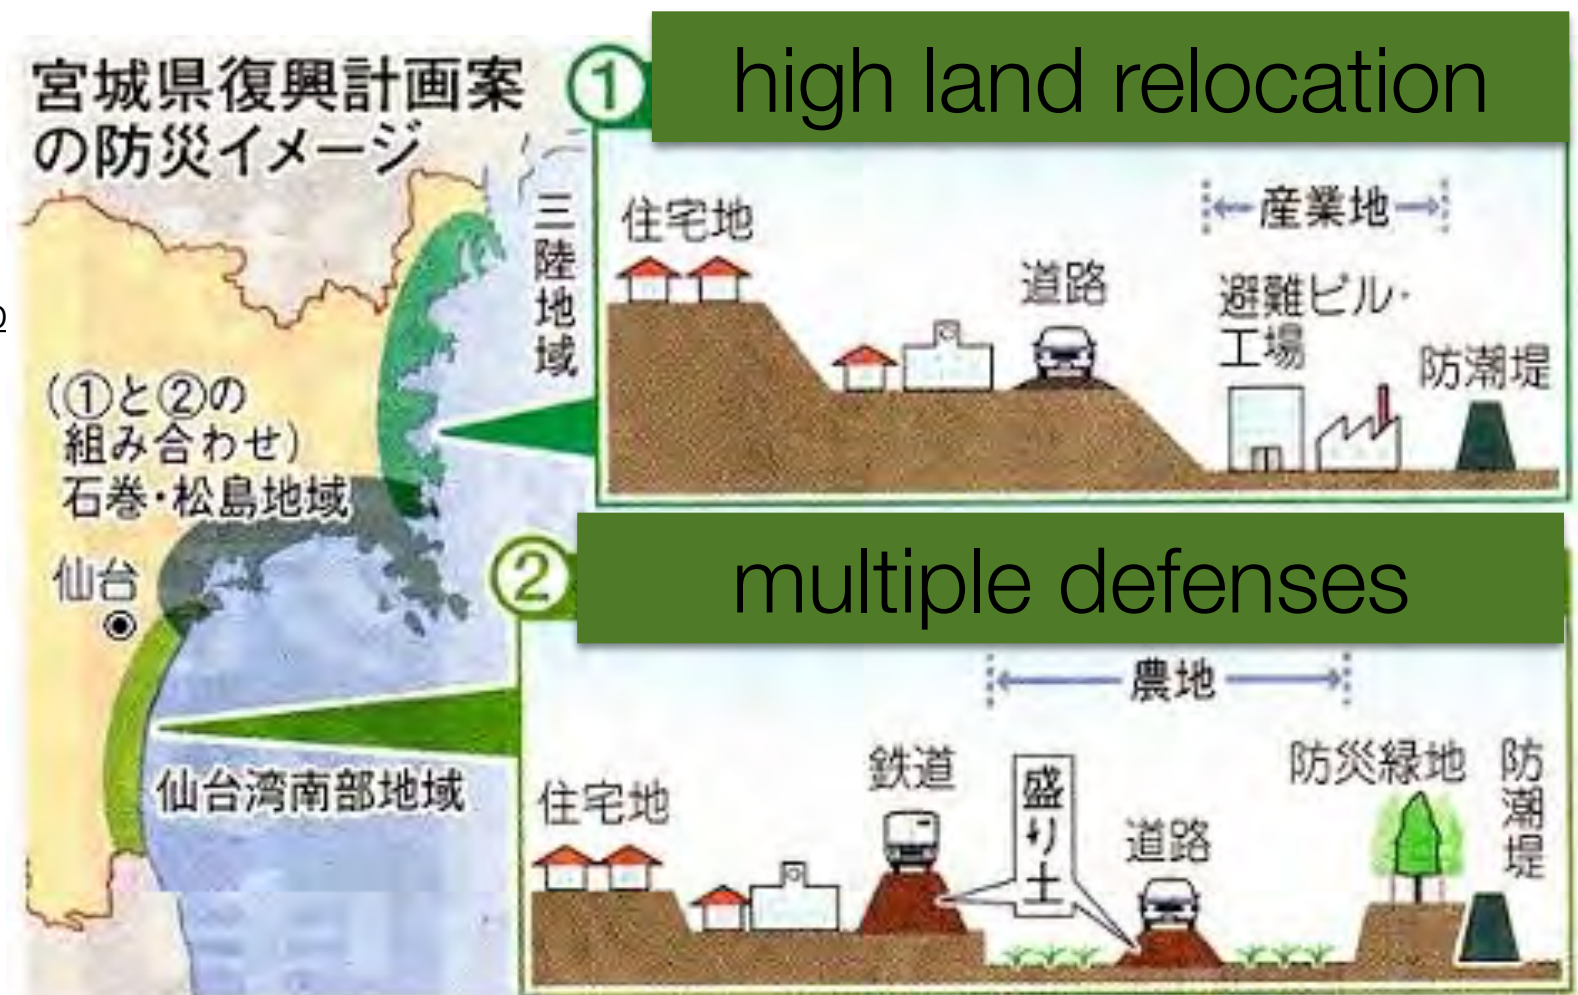 宮城県復興計画案
の防災イメージ
① high land relocation
三陸地域
住宅地
道路
産業地
避難ビル・
工場
防潮堤
(①と②の
組み合わせ)
石巻・松島地域
仙台
② multiple defenses
仙台湾南部地域
住宅地
鉄道
盛り土
農地
道路
防災緑地
防潮堤